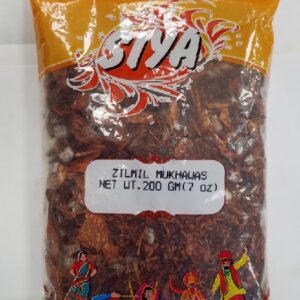 SIYA
ZILMIL MUKHAWAS
NET WT.200 GM(7 oz)